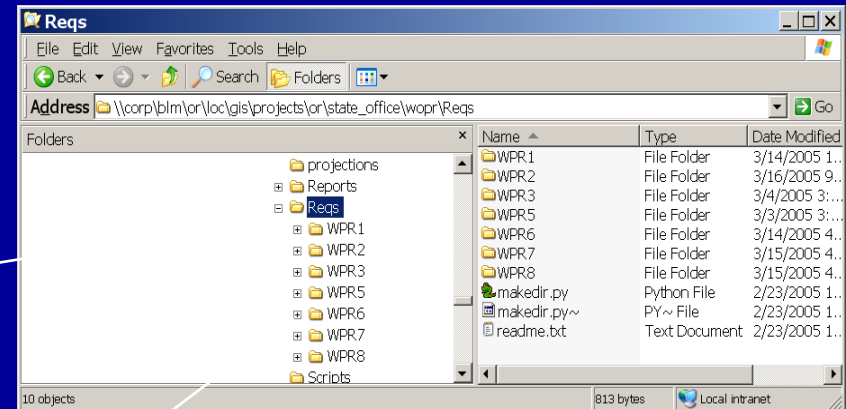 Reqs
File Edit View Favorites Tools Help
Back Search Folders
Address \\corp\blm\or\loc\gis\projects\or\state_office\wopr\Reqs Go
Folders × Name Type Date Modified
projections
Reports
Reqs
WPR1
WPR2
WPR3
WPR5
WPR6
WPR7
WPR8
Scripts
WPR1 File Folder 3/14/2005 1..
WPR2 File Folder 3/16/2005 9..
WPR3 File Folder 3/4/2005 3:...
WPR5 File Folder 3/3/2005 3:...
WPR6 File Folder 3/14/2005 4..
WPR7 File Folder 3/15/2005 4..
WPR8 File Folder 3/15/2005 4..
makedir.py Python File 2/23/2005 1..
makedir.py~ PY~ File 2/23/2005 1..
readme.txt Text Document 2/23/2005 1..
10 objects 813 bytes Local intranet